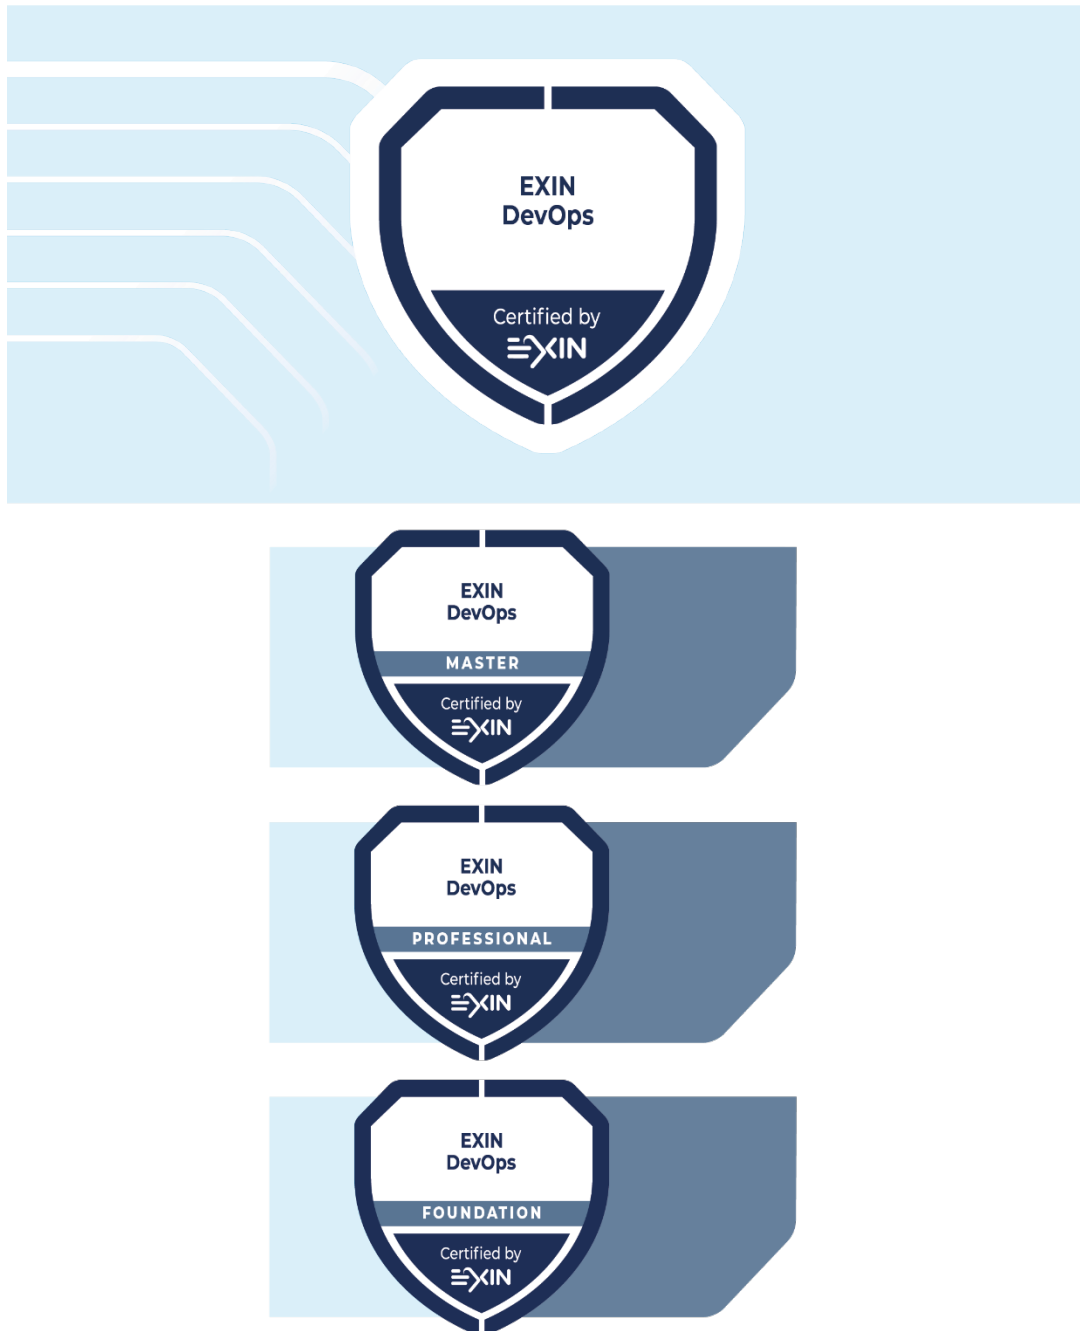 EXIN
DevOps
Certified by
EXIN
EXIN
DevOps
MASTER
Certified by
EXIN
EXIN
DevOps
PROFESSIONAL
Certified by
EXIN
EXIN
DevOps
FOUNDATION
Certified by
EXIN